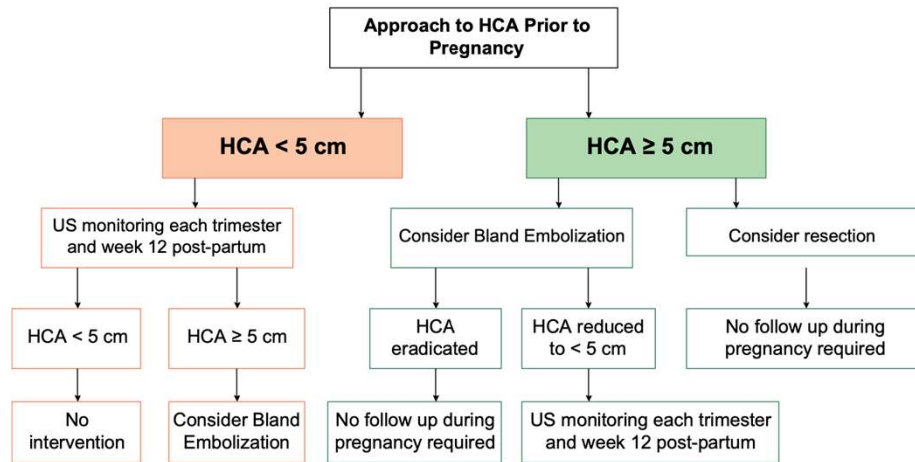 Approach to HCA Prior to
Pregnancy
HCA < 5 cm
HCA ≥ 5 cm
US monitoring each trimester
and week 12 post-partum
Consider Bland Embolization
Consider resection
HCA < 5 cm
HCA ≥ 5 cm
HCA
eradicated
HCA reduced
to < 5 cm
No follow up during
pregnancy required
No
intervention
Consider Bland
Embolization
No follow up during
pregnancy required
US monitoring each trimester
and week 12 post-partum